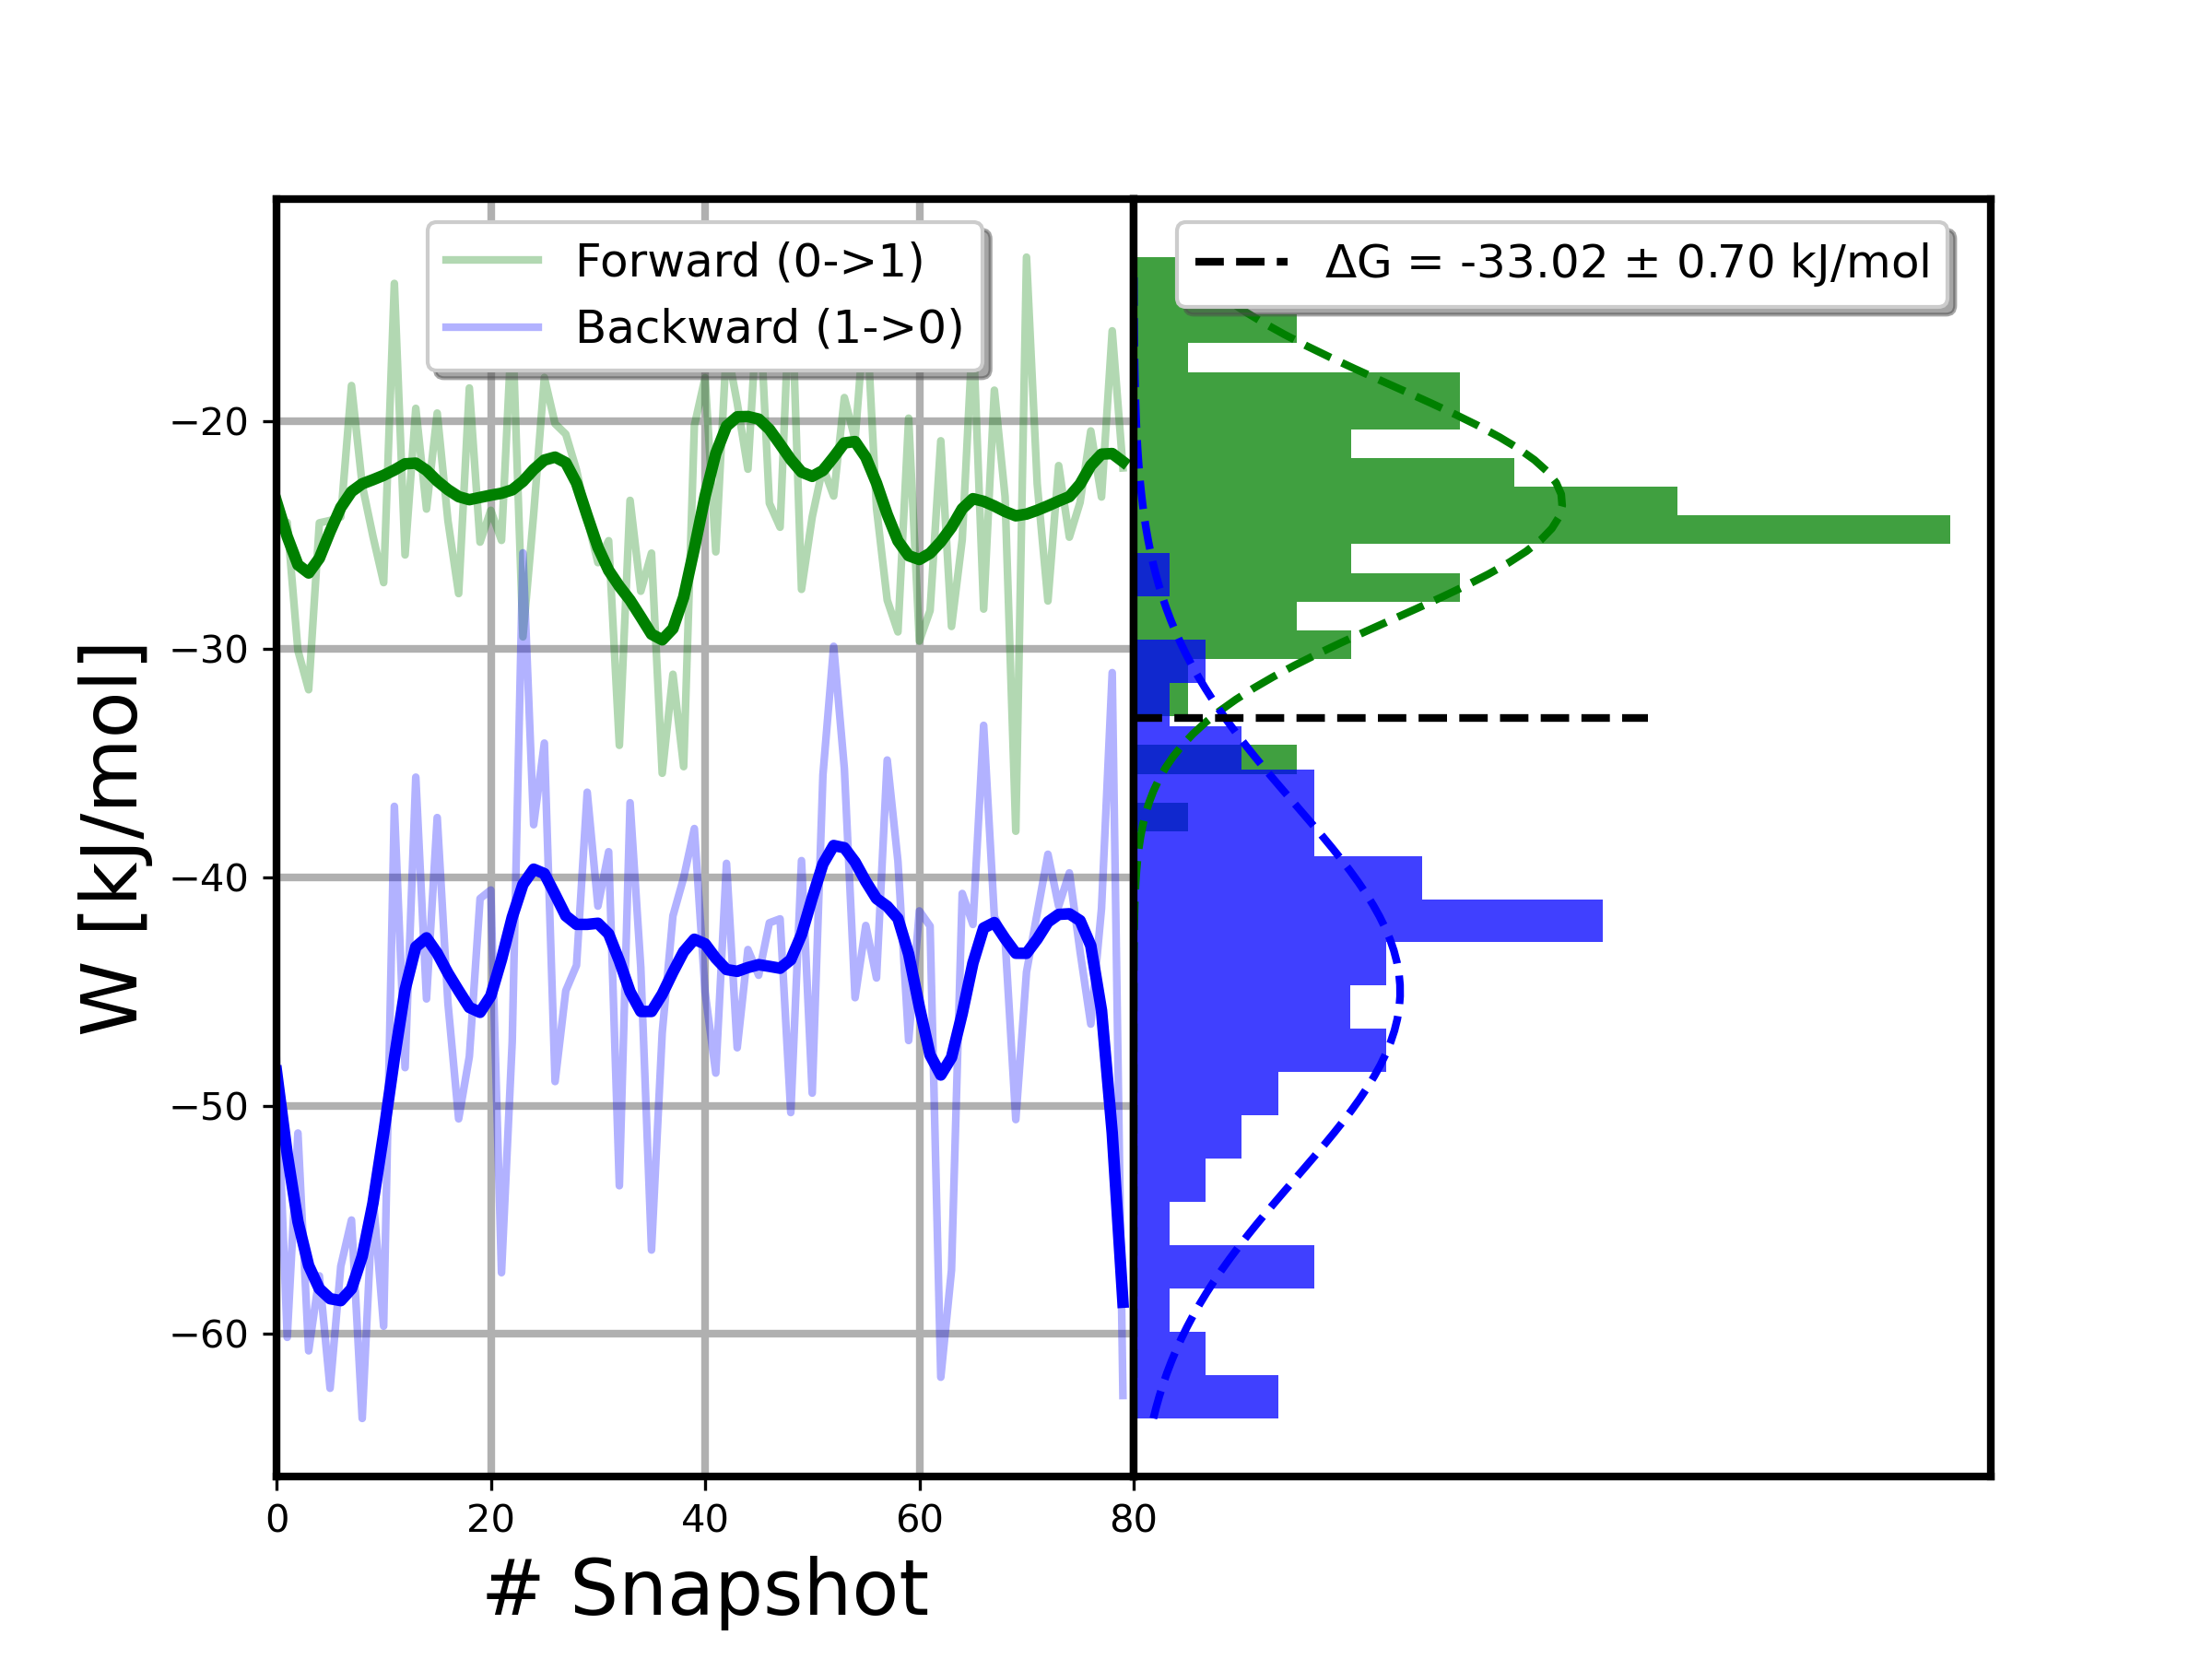 Forward (0->1)
Backward (1->0)
ΔG = -33.02 ± 0.70 kJ/mol
W [kJ/mol]
−20
−30
−40
−50
−60
0 20 40 60 80
# Snapshot